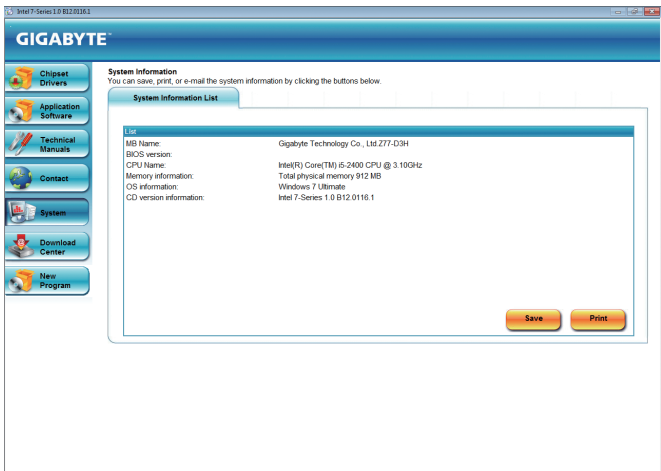 Intel 7-Series 1.0 B12.0116.1
GIGABYTE™
Chipset
Drivers
Application
Software
Technical
Manuals
Contact
System
Download
Center
New
Program
System Information
You can save, print, or e-mail the system information by clicking the buttons below.
System Information List
List
MB Name: Gigabyte Technology Co., Ltd.Z77-D3H
BIOS version:
CPU Name: Intel(R) Core(TM) i5-2400 CPU @ 3.10GHz
Memory information: Total physical memory 912 MB
OS information: Windows 7 Ultimate
CD version information: Intel 7-Series 1.0 B12.0116.1
Save Print